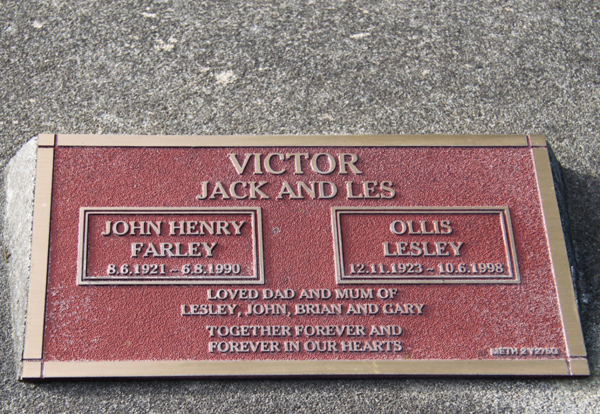 VICTOR
JACK AND LES
JOHN HENRY
FARLEY
8.6.1921 ~ 6.8.1990
OLLIS
LESLEY
12.11.1923 ~ 10.6.1998
LOVED DAD AND MUM OF
LESLEY, JOHN, BRIAN AND GARY
TOGETHER FOREVER AND
FOREVER IN OUR HEARTS
METH 2 V